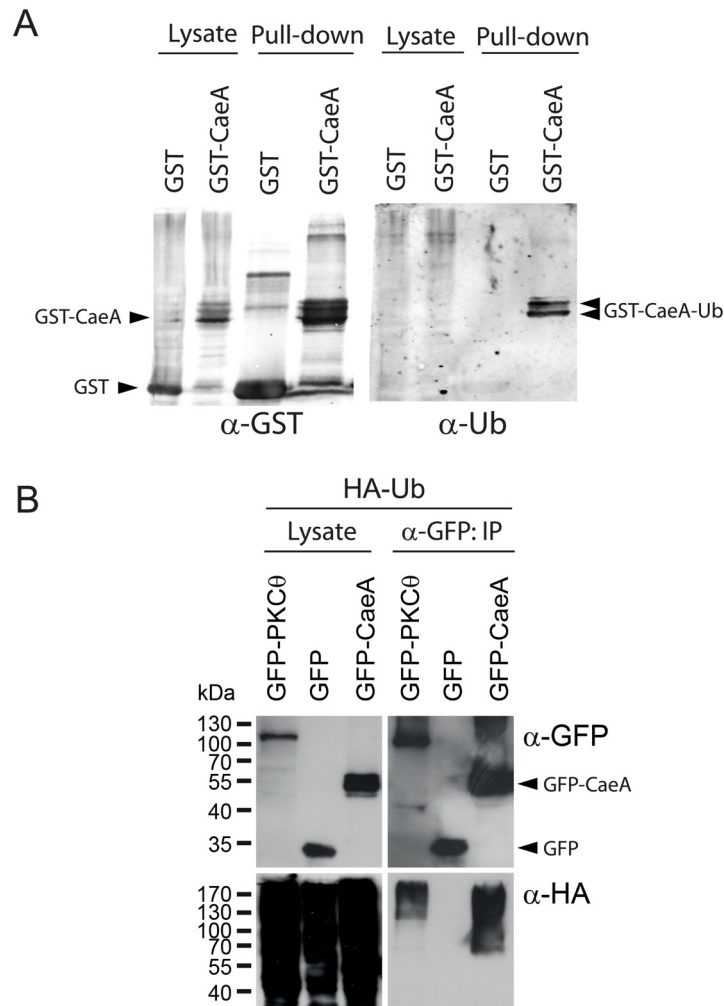 A
Lysate Pull-down Lysate Pull-down
GST GST-CaeA GST GST-CaeA GST GST-CaeA GST GST-CaeA
GST-CaeA
GST-CaeA-Ub
GST
α-GST α-Ub
B
HA-Ub
Lysate α-GFP: IP
GFP-PKCθ GFP GFP-CaeA GFP-PKCθ GFP GFP-CaeA
kDa
130
100
70
55
40
35
α-GFP
GFP-CaeA
GFP
170
130
100
70
55
40
α-HA